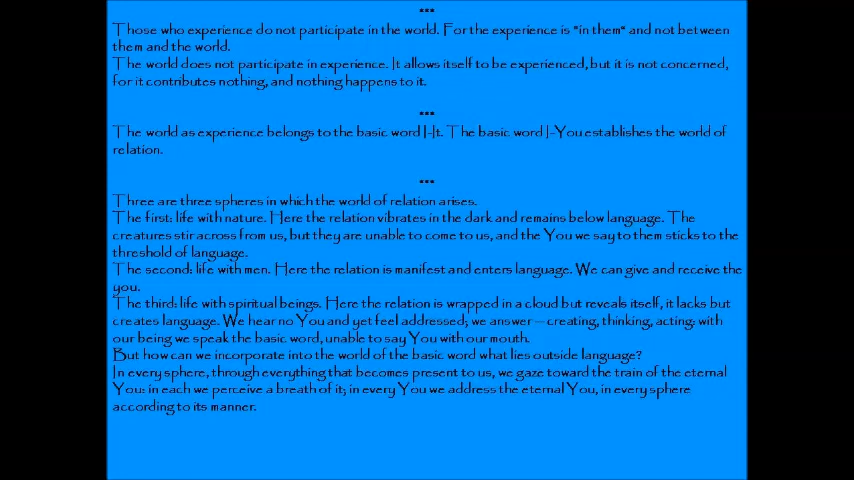 ***
Those who experience do not participate in the world. For the experience is "in them" and not between
them and the world.
The world does not participate in experience. It allows itself to be experienced, but it is not concerned,
for it contributes nothing, and nothing happens to it.
***
The world as experience belongs to the basic word I-It. The basic word I-You establishes the world of
relation.
***
Three are three spheres in which the world of relation arises.
The first: life with nature. Here the relation vibrates in the dark and remains below language. The
creatures stir across from us, but they are unable to come to us, and the You we say to them sticks to the
threshold of language.
The second: life with men. Here the relation is manifest and enters language. We can give and receive the
you.
The third: life with spiritual beings. Here the relation is wrapped in a cloud but reveals itself, it lacks but
creates language. We hear no You and yet feel addressed; we answer – creating, thinking, acting: with
our being we speak the basic word, unable to say You with our mouth.
But how can we incorporate into the world of the basic word what lies outside language?
In every sphere, through everything that becomes present to us, we gaze toward the train of the eternal
You: in each we perceive a breath of it; in every You we address the eternal You, in every sphere
according to its manner.